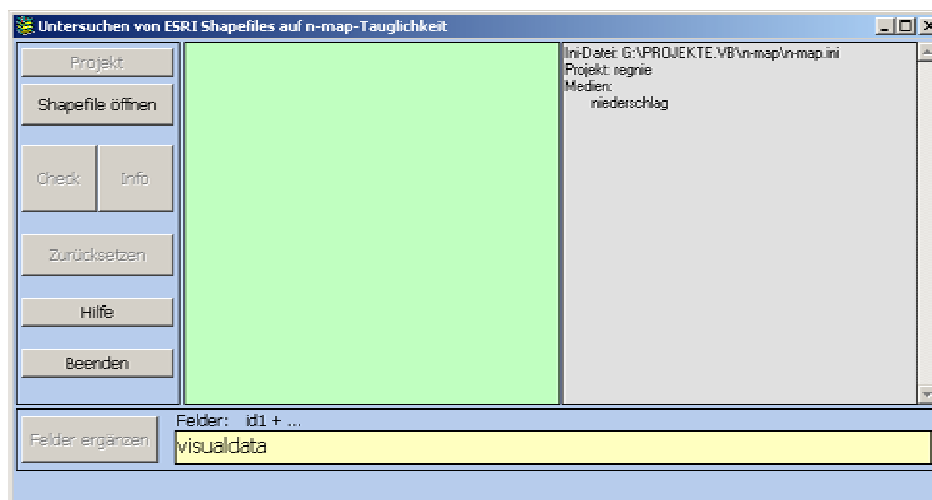 Untersuchen von ESRI Shapefiles auf n-map-Tauglichkeit
Projekt
Shapefile öffnen
Check
Info
Zurücksetzen
Hilfe
Beenden
Ini-Datei: G:\PROJEKTE.VB\n-map\n-map.ini
Projekt: regnie
Medien:
niederschlag
Felder ergänzen
Felder: id1 + ...
visualdata